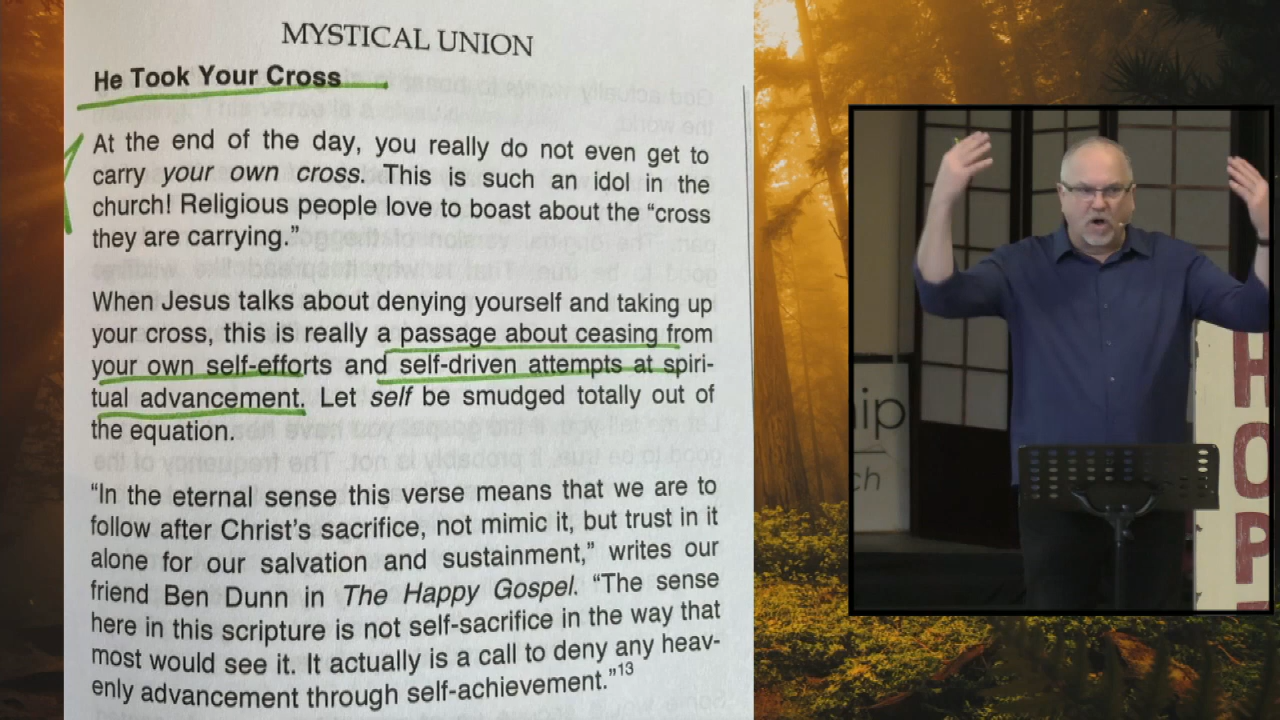 MYSTICAL UNION
He Took Your Cross
At the end of the day, you really do not even get to
carry your own cross. This is such an idol in the
church! Religious people love to boast about the “cross
they are carrying.”
When Jesus talks about denying yourself and taking up
your cross, this is really a passage about ceasing from
your own self-efforts and self-driven attempts at spiri-
tual advancement. Let self be smudged totally out of
the equation.
“In the eternal sense this verse means that we are to
follow after Christ’s sacrifice, not mimic it, but trust in it
alone for our salvation and sustainment,” writes our
friend Ben Dunn in The Happy Gospel. “The sense
here in this scripture is not self-sacrifice in the way that
most would see it. It actually is a call to deny any heav-
enly advancement through self-achievement.”13
ip
ch
HOPE